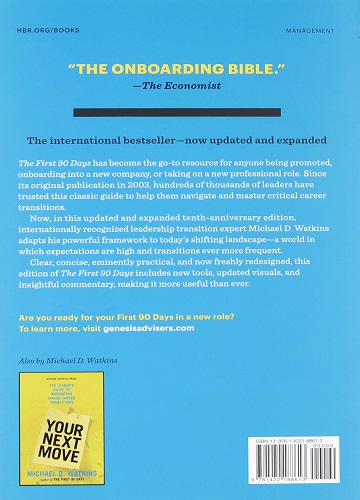 HBR.ORG/BOOKS
MANAGEMENT
“THE ONBOARDING BIBLE.”
—The Economist
The international bestseller—now updated and expanded
The First 90 Days has become the go-to resource for anyone being promoted,
onboarding into a new company, or taking on a new professional role. Since
its original publication in 2003, hundreds of thousands of leaders have
trusted this classic guide to help them navigate and master critical career
transitions.
Now, in this updated and expanded tenth-anniversary edition,
internationally recognized leadership transition expert Michael D. Watkins
adapts his powerful framework to today’s shifting landscape—a world in
which expectations are high and transitions ever more frequent.
Clear, concise, eminently practical, and now freshly redesigned, this
edition of The First 90 Days includes new tools, updated visuals, and
insightful commentary, making it more useful than ever.
Are you ready for your First 90 Days in a new role?
To learn more, visit genesisadvisers.com
Also by Michael D. Watkins
THE LEADER'S
GUIDE TO
NAVIGATING
MAJOR CAREER
TRANSITIONS
YOUR
NEXT
MOVE
MICHAEL D. WATKINS
author of THE FIRST 90 DAYS
ISBN-13: 978-1-4221-8861-3
90000
9 781422 188613